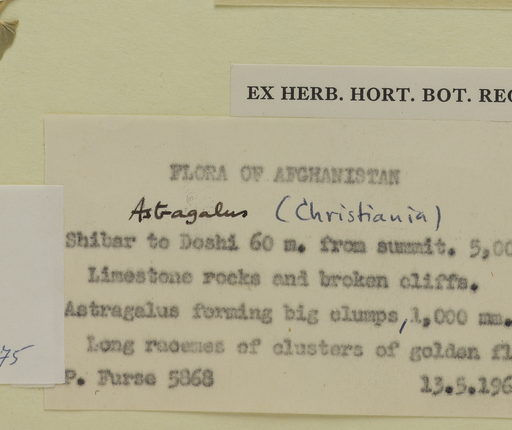 EX HERB. HORT. BOT. REG
FLORA OF AFGHANISTAN
Astragalus (Christiania)
Shibar to Doshi 60 m. from summit. 5,00
Limestone rocks and broken cliffs.
Astragalus forming big clumps, 1,000 mm.
Long racemes of clusters of golden fl
75
P. Furse 5868 13.5.196